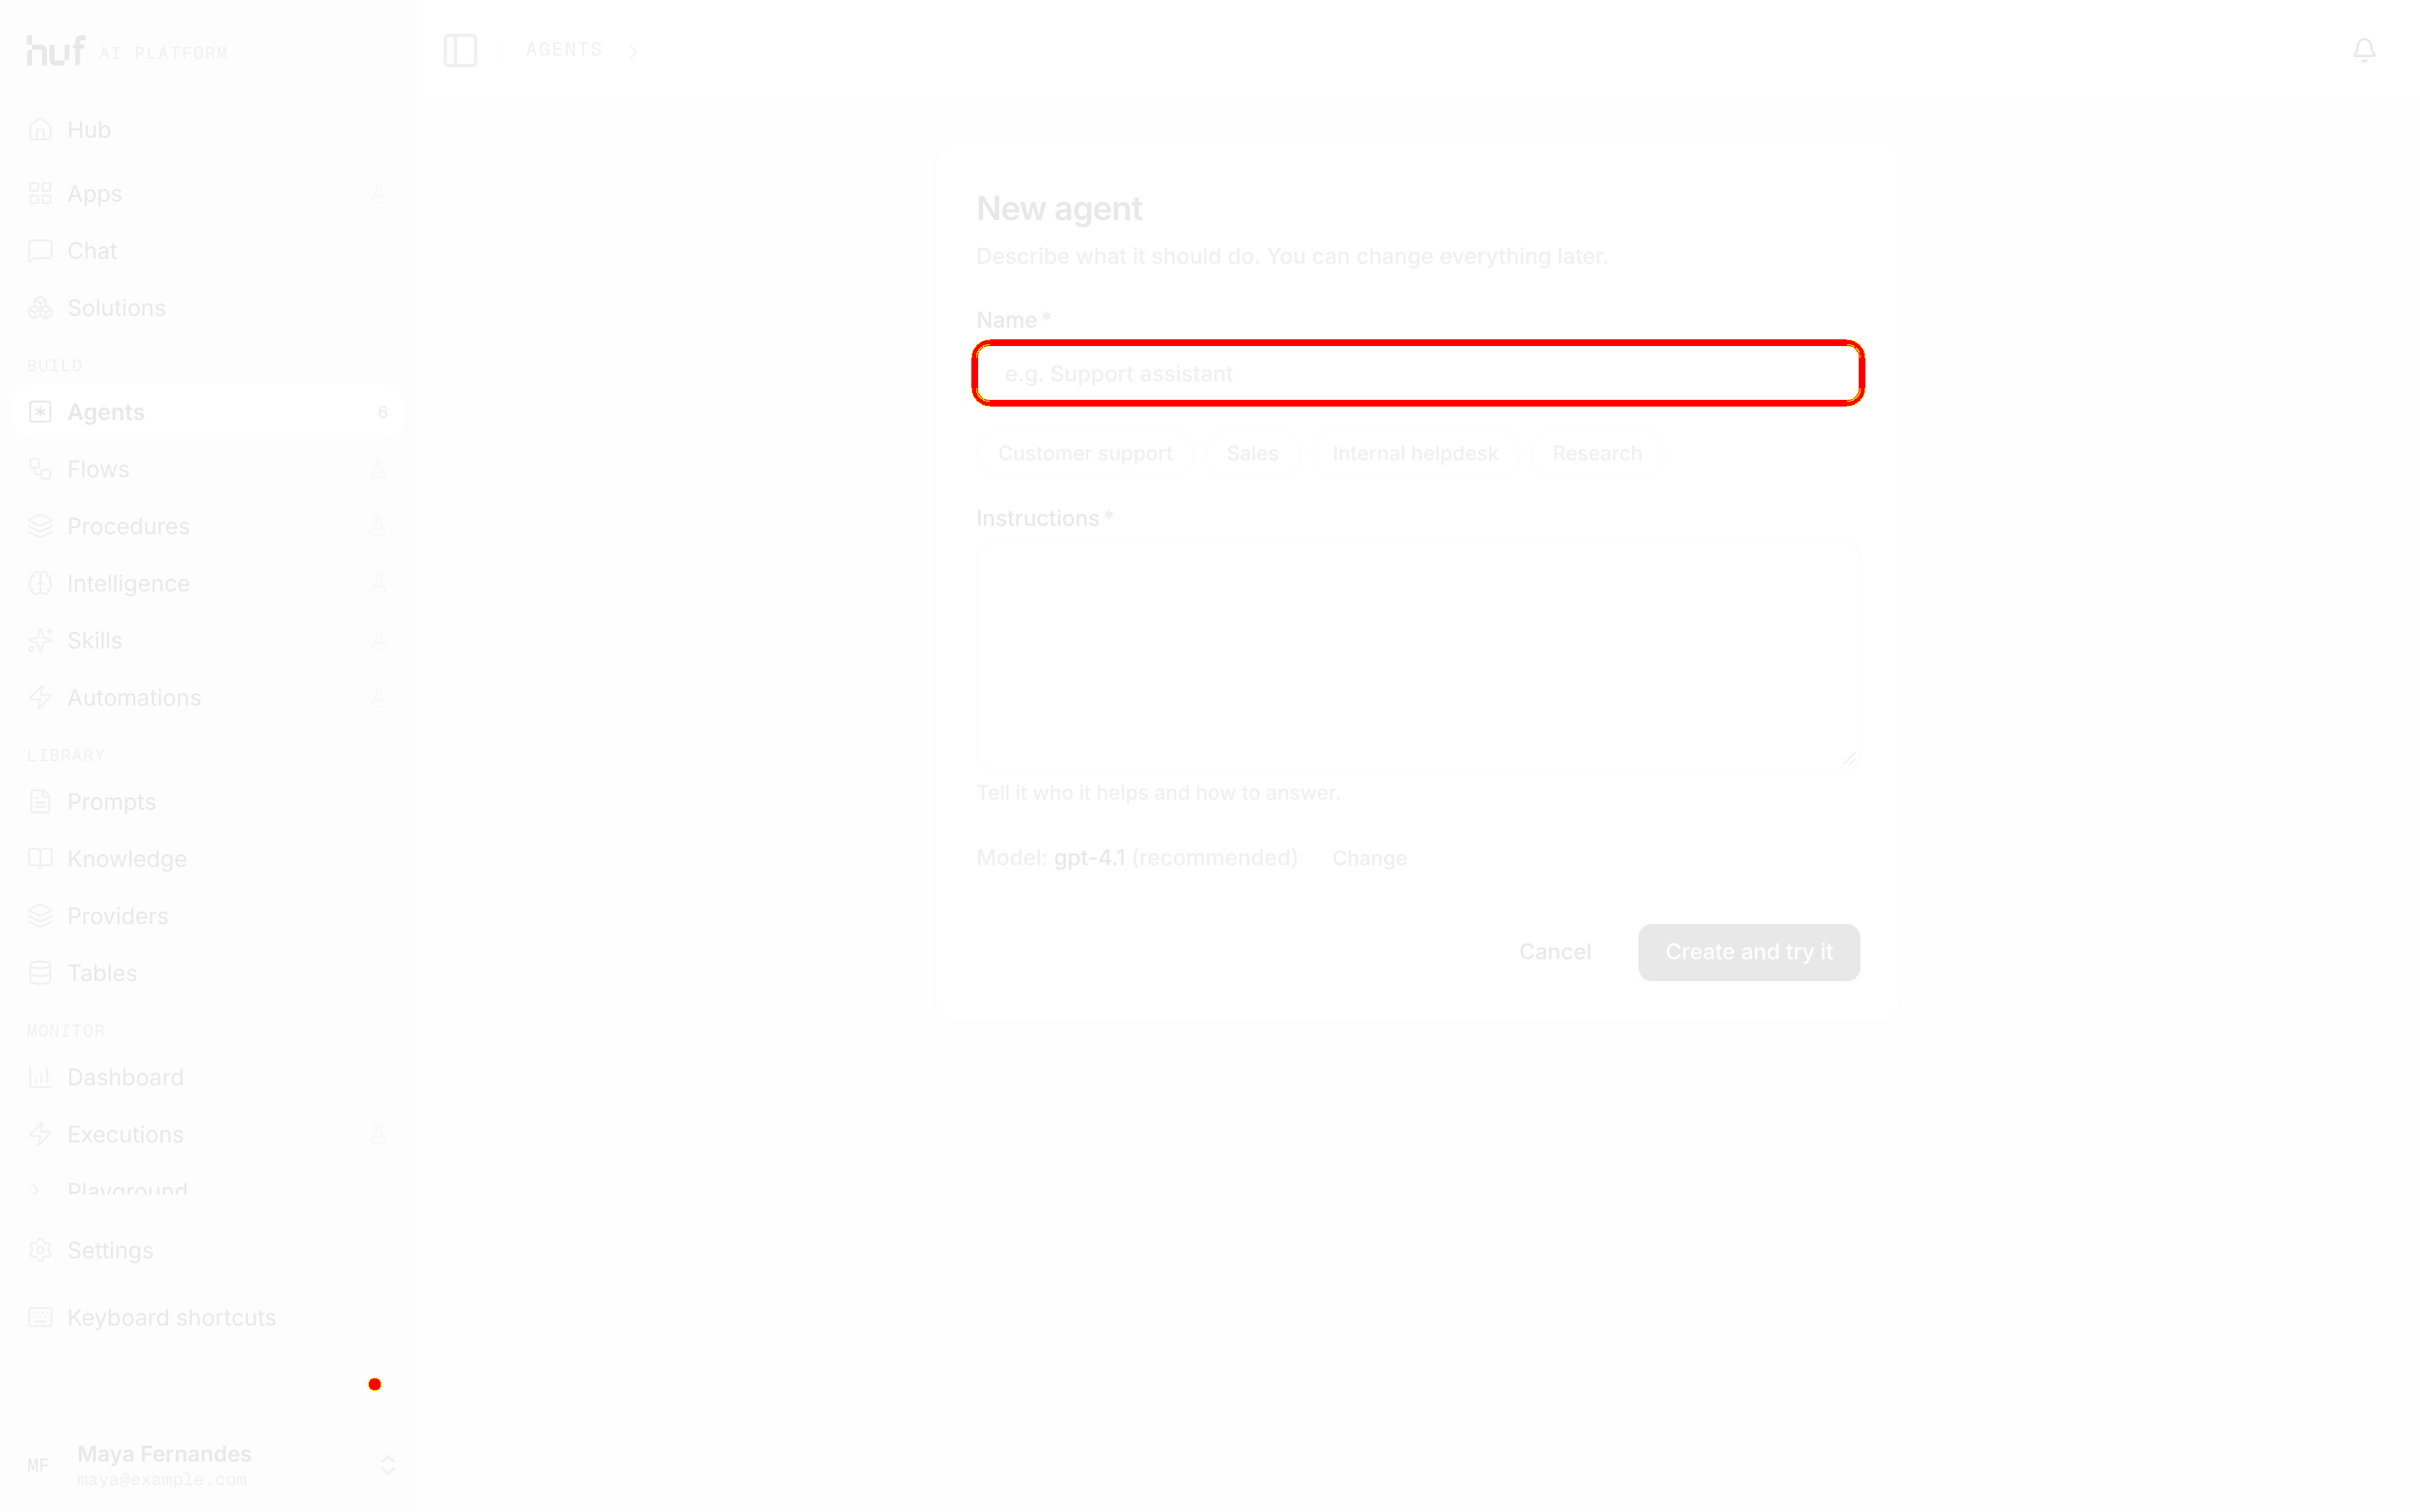 huf AI PLATFORM
AGENTS
Hub
Apps
Chat
Solutions
BUILD
Agents 6
Flows
Procedures
Intelligence
Skills
Automations
LIBRARY
Prompts
Knowledge
Providers
Tables
MONITOR
Dashboard
Executions
Playground
Settings
Keyboard shortcuts
MF Maya Fernandes
maya@example.com
New agent
Describe what it should do. You can change everything later.
Name *
e.g. Support assistant
Customer support Sales Internal helpdesk Research
Instructions *
Tell it who it helps and how to answer.
Model: gpt-4.1 (recommended) Change
Cancel Create and try it